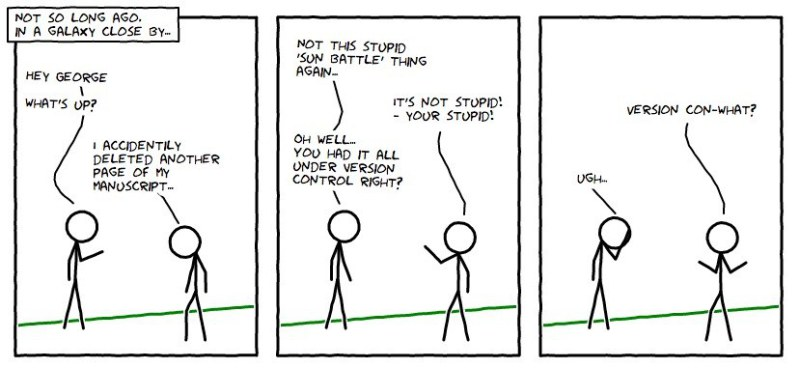 NOT SO LONG AGO.
IN A GALAXY CLOSE BY...
HEY GEORGE
WHAT'S UP?
I ACCIDENTILY
DELETED ANOTHER
PAGE OF MY
MANUSCRIPT...
NOT THIS STUPID
'SUN BATTLE' THING
AGAIN...
IT'S NOT STUPID!
- YOUR STUPID!
OH WELL...
YOU HAD IT ALL
UNDER VERSION
CONTROL RIGHT?
VERSION CON-WHAT?
UGH...